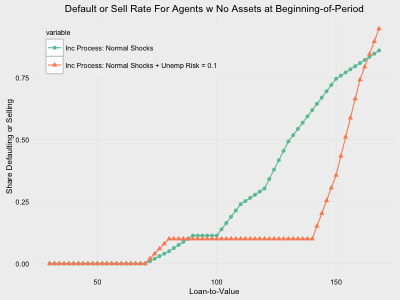 Default or Sell Rate For Agents w No Assets at Beginning-of-Period
variable
Inc Process: Normal Shocks
Inc Process: Normal Shocks + Unemp Risk = 0.1
Share Defaulting or Selling
0.75
0.50
0.25
0.00
50
100
150
Loan-to-Value